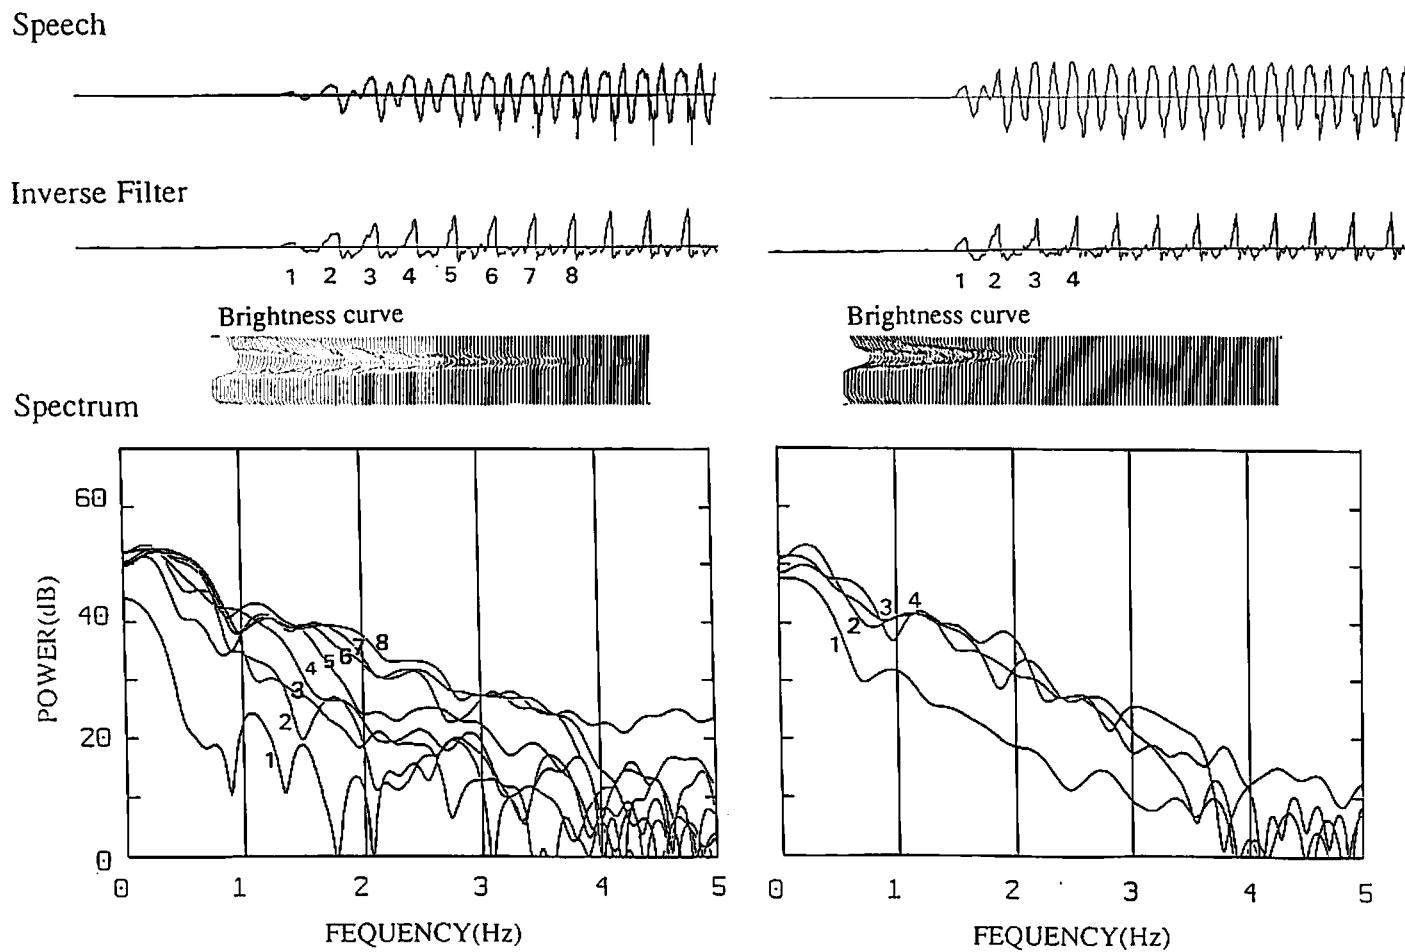 Speech
Inverse Filter
1 2 3 4 5 6 7 8
1 2 3 4
Brightness curve
Brightness curve
Spectrum
POWER(dB)
60
40
20
0
1 2 3 4 5 6 7 8
0 1 2 3 4 5
FEQUENCY(Hz)
1 2 3 4
0 1 2 3 4 5
FEQUENCY(Hz)